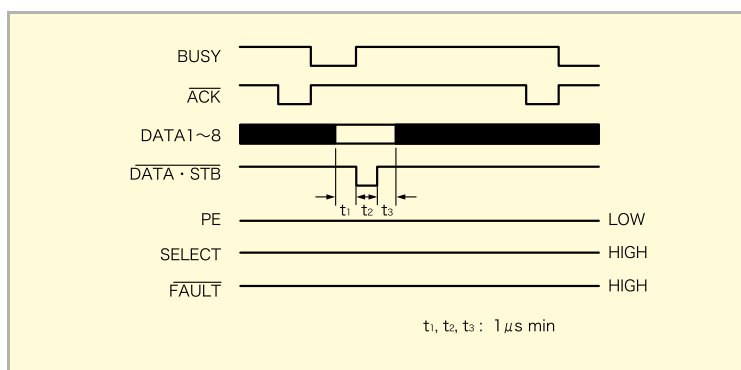 BUSY
ACK
DATA1～8
DATA・STB
t1 t2 t3
PE LOW
SELECT HIGH
FAULT HIGH
t1, t2, t3 : 1μs min